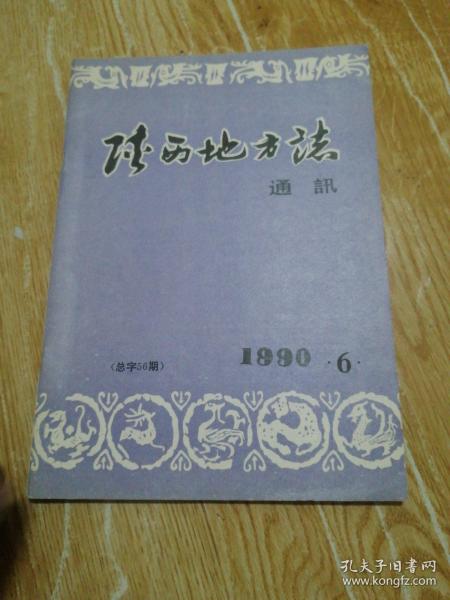 陕西地方誌
通訊
1990·6·
（总字56期）
孔夫子旧书网
www.kongfz.com